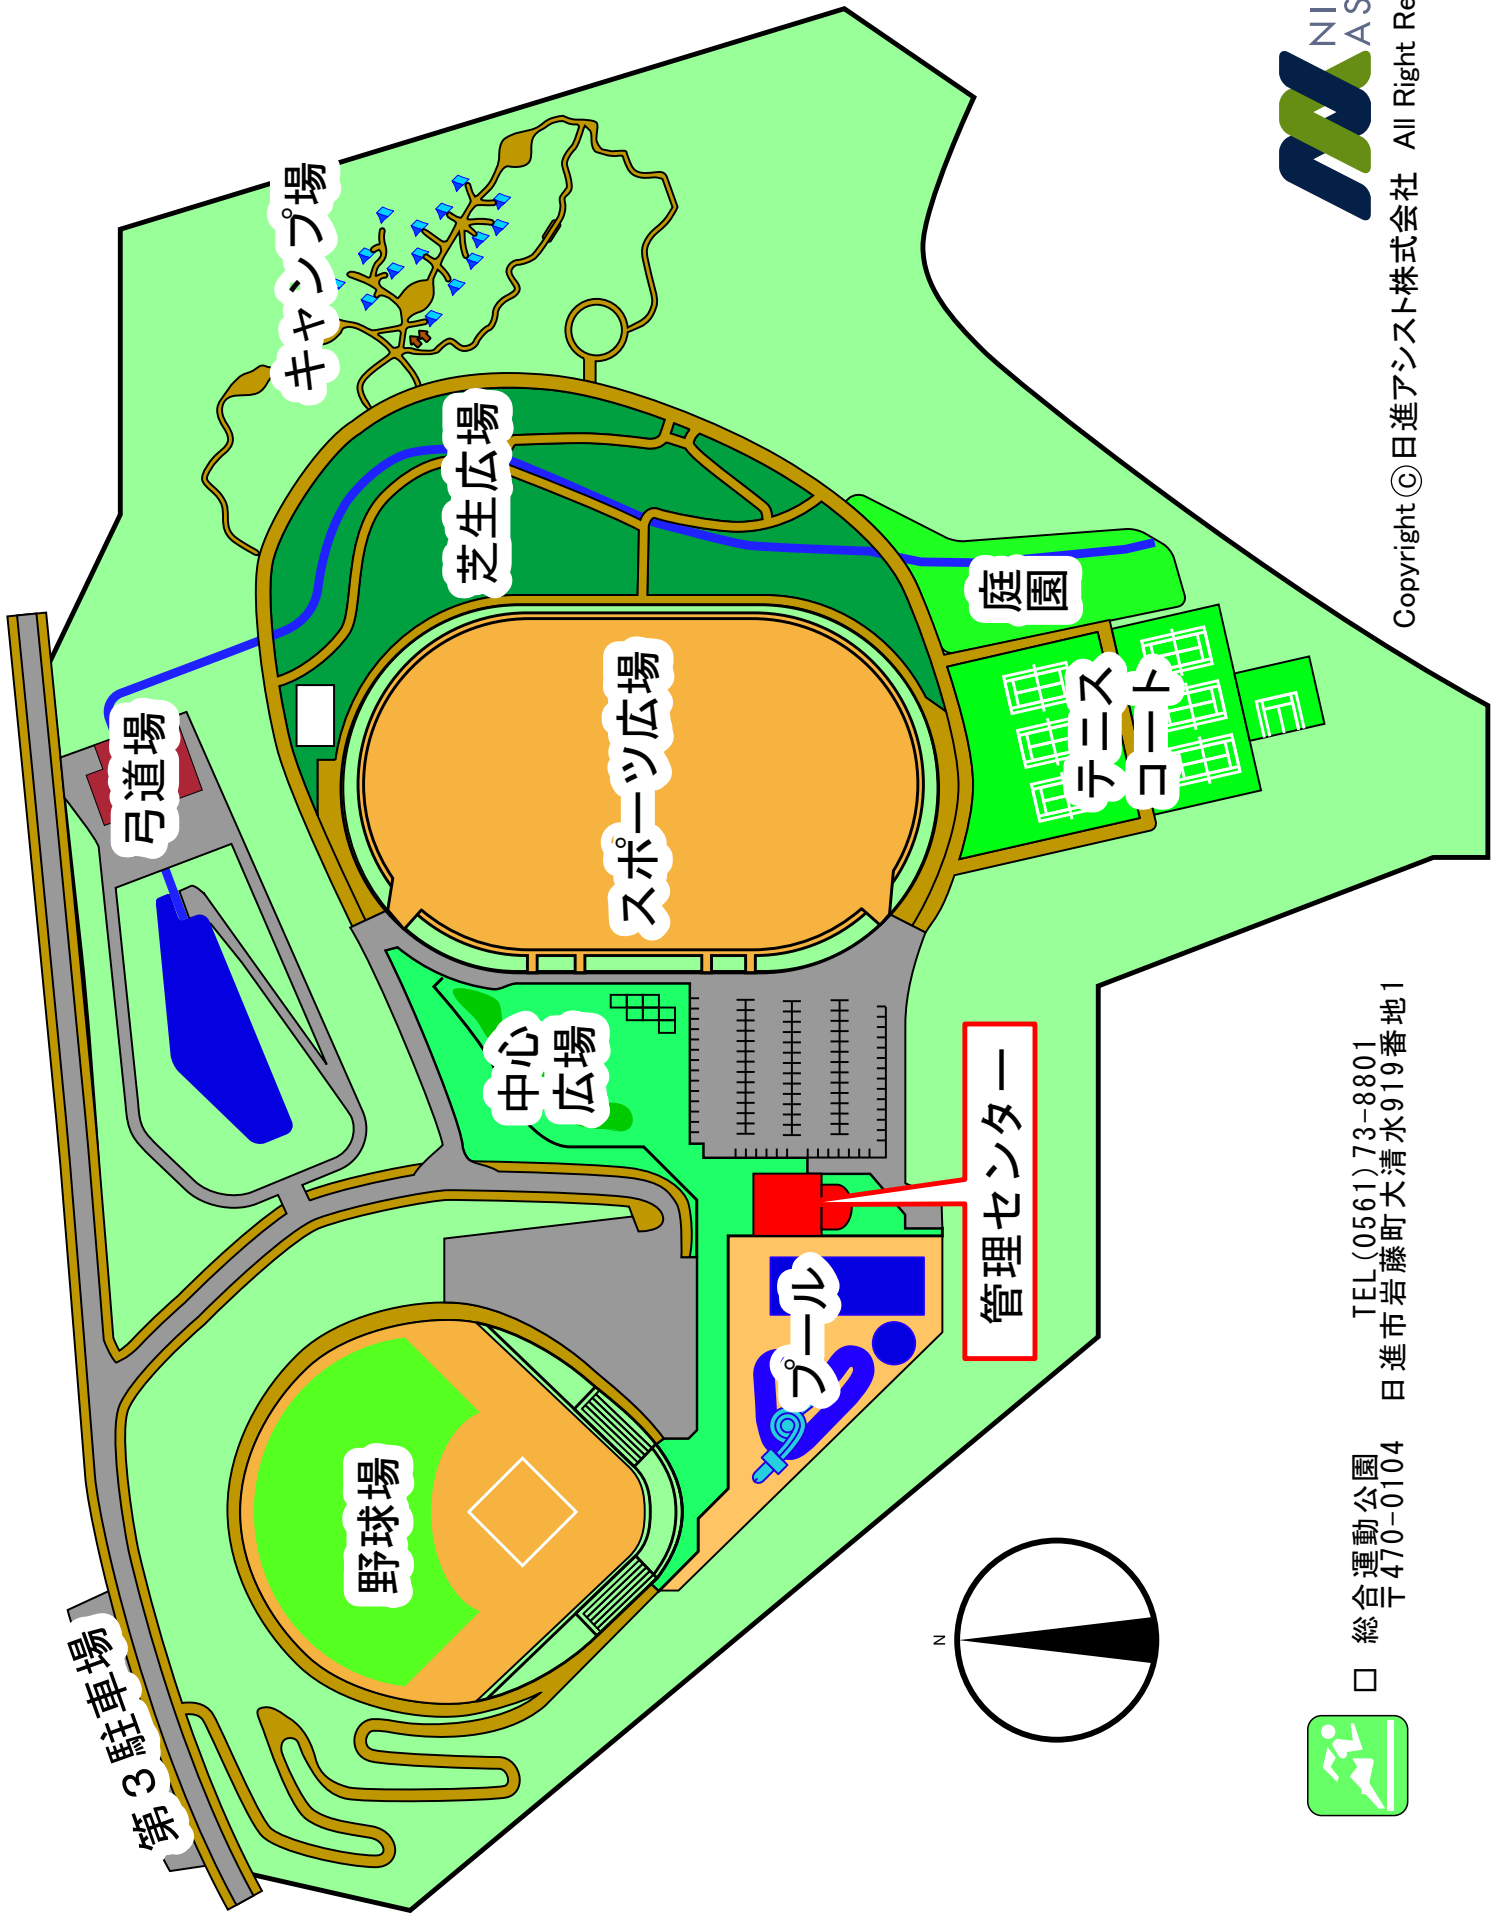 キャンプ場
芝生広場
弓道場
スポーツ広場
庭
園
テニス
コート
中心
広場
管理センター
プール
野球場
第3駐車場
N
□ 総合運動公園 TEL(0561)73-8801
〒470-0104 日進市岩藤町大清水919番地1
NI
AS
Copyright Ⓒ日進アシスト株式会社 All Right Re